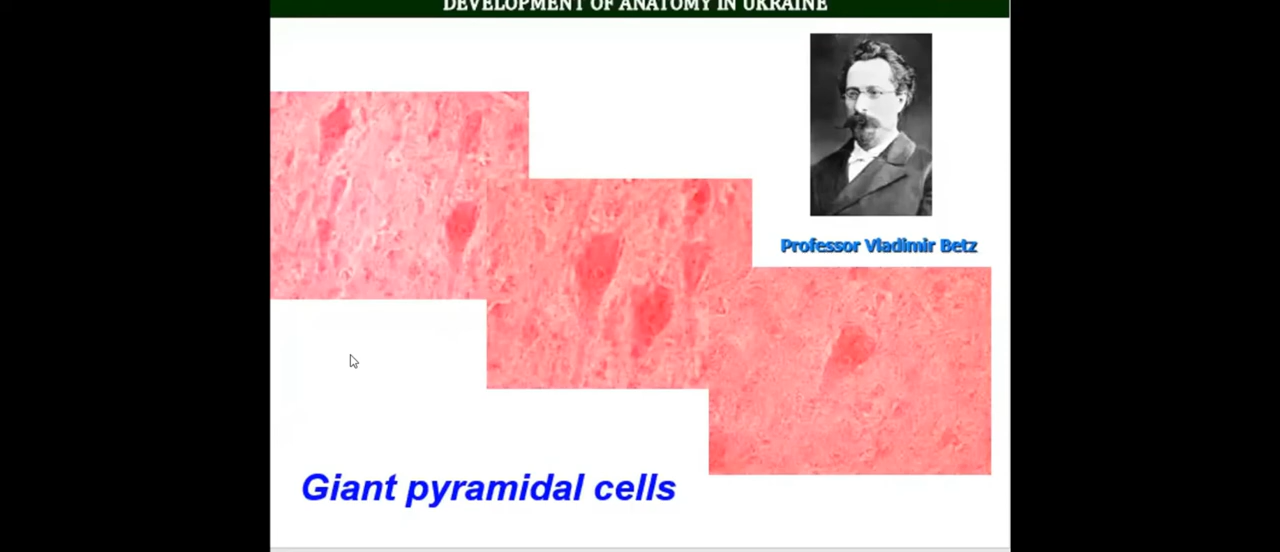 DEVELOPMENT OF ANATOMY IN UKRAINE
Professor Vladimir Betz
Giant pyramidal cells